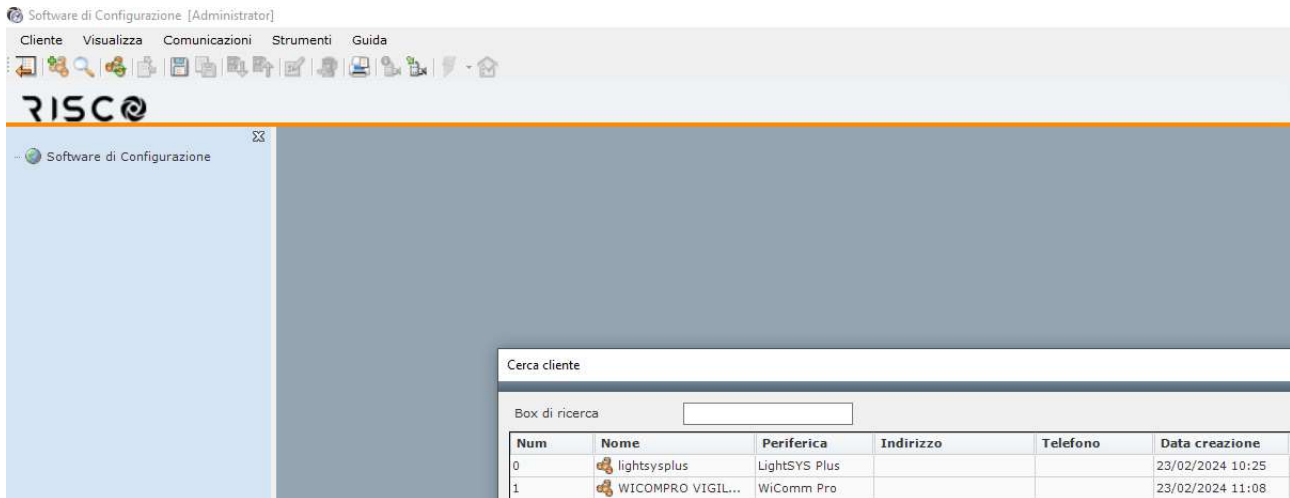 Software di Configurazione [Administrator]
Cliente Visualizza Comunicazioni Strumenti Guida
RISCO
Software di Configurazione
Cerca cliente
Box di ricerca
Num Nome Periferica Indirizzo Telefono Data creazione
0 lightsysplus LightSYS Plus 23/02/2024 10:25
1 WICOMPRO VIGIL... WiComm Pro 23/02/2024 11:08